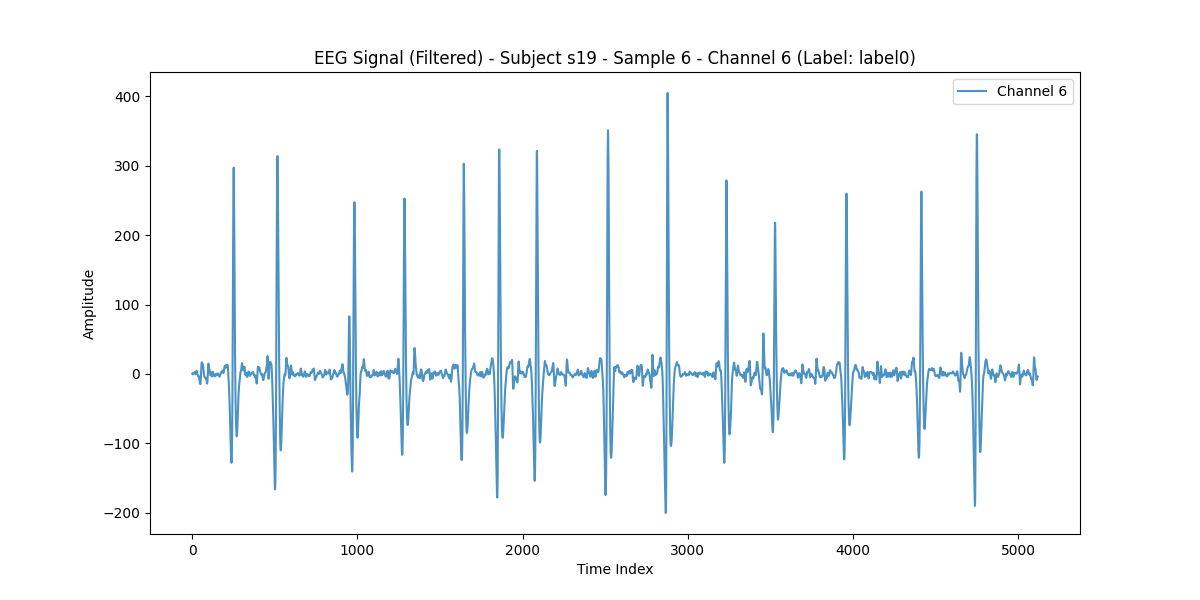 EEG Signal (Filtered) - Subject s19 - Sample 6 - Channel 6 (Label: label0)
Channel 6
400
300
200
100
0
−100
−200
Amplitude
0 1000 2000 3000 4000 5000
Time Index